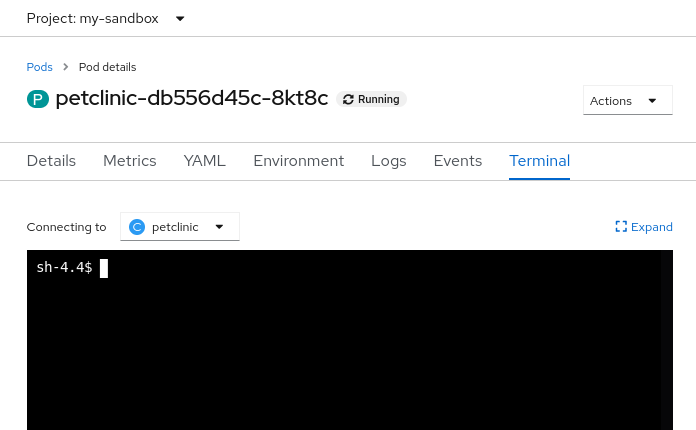 Project: my-sandbox
Pods Pod details
P petclinic-db556d45c-8kt8c Running
Actions
Details Metrics YAML Environment Logs Events Terminal
Connecting to C petclinic Expand
sh-4.4$